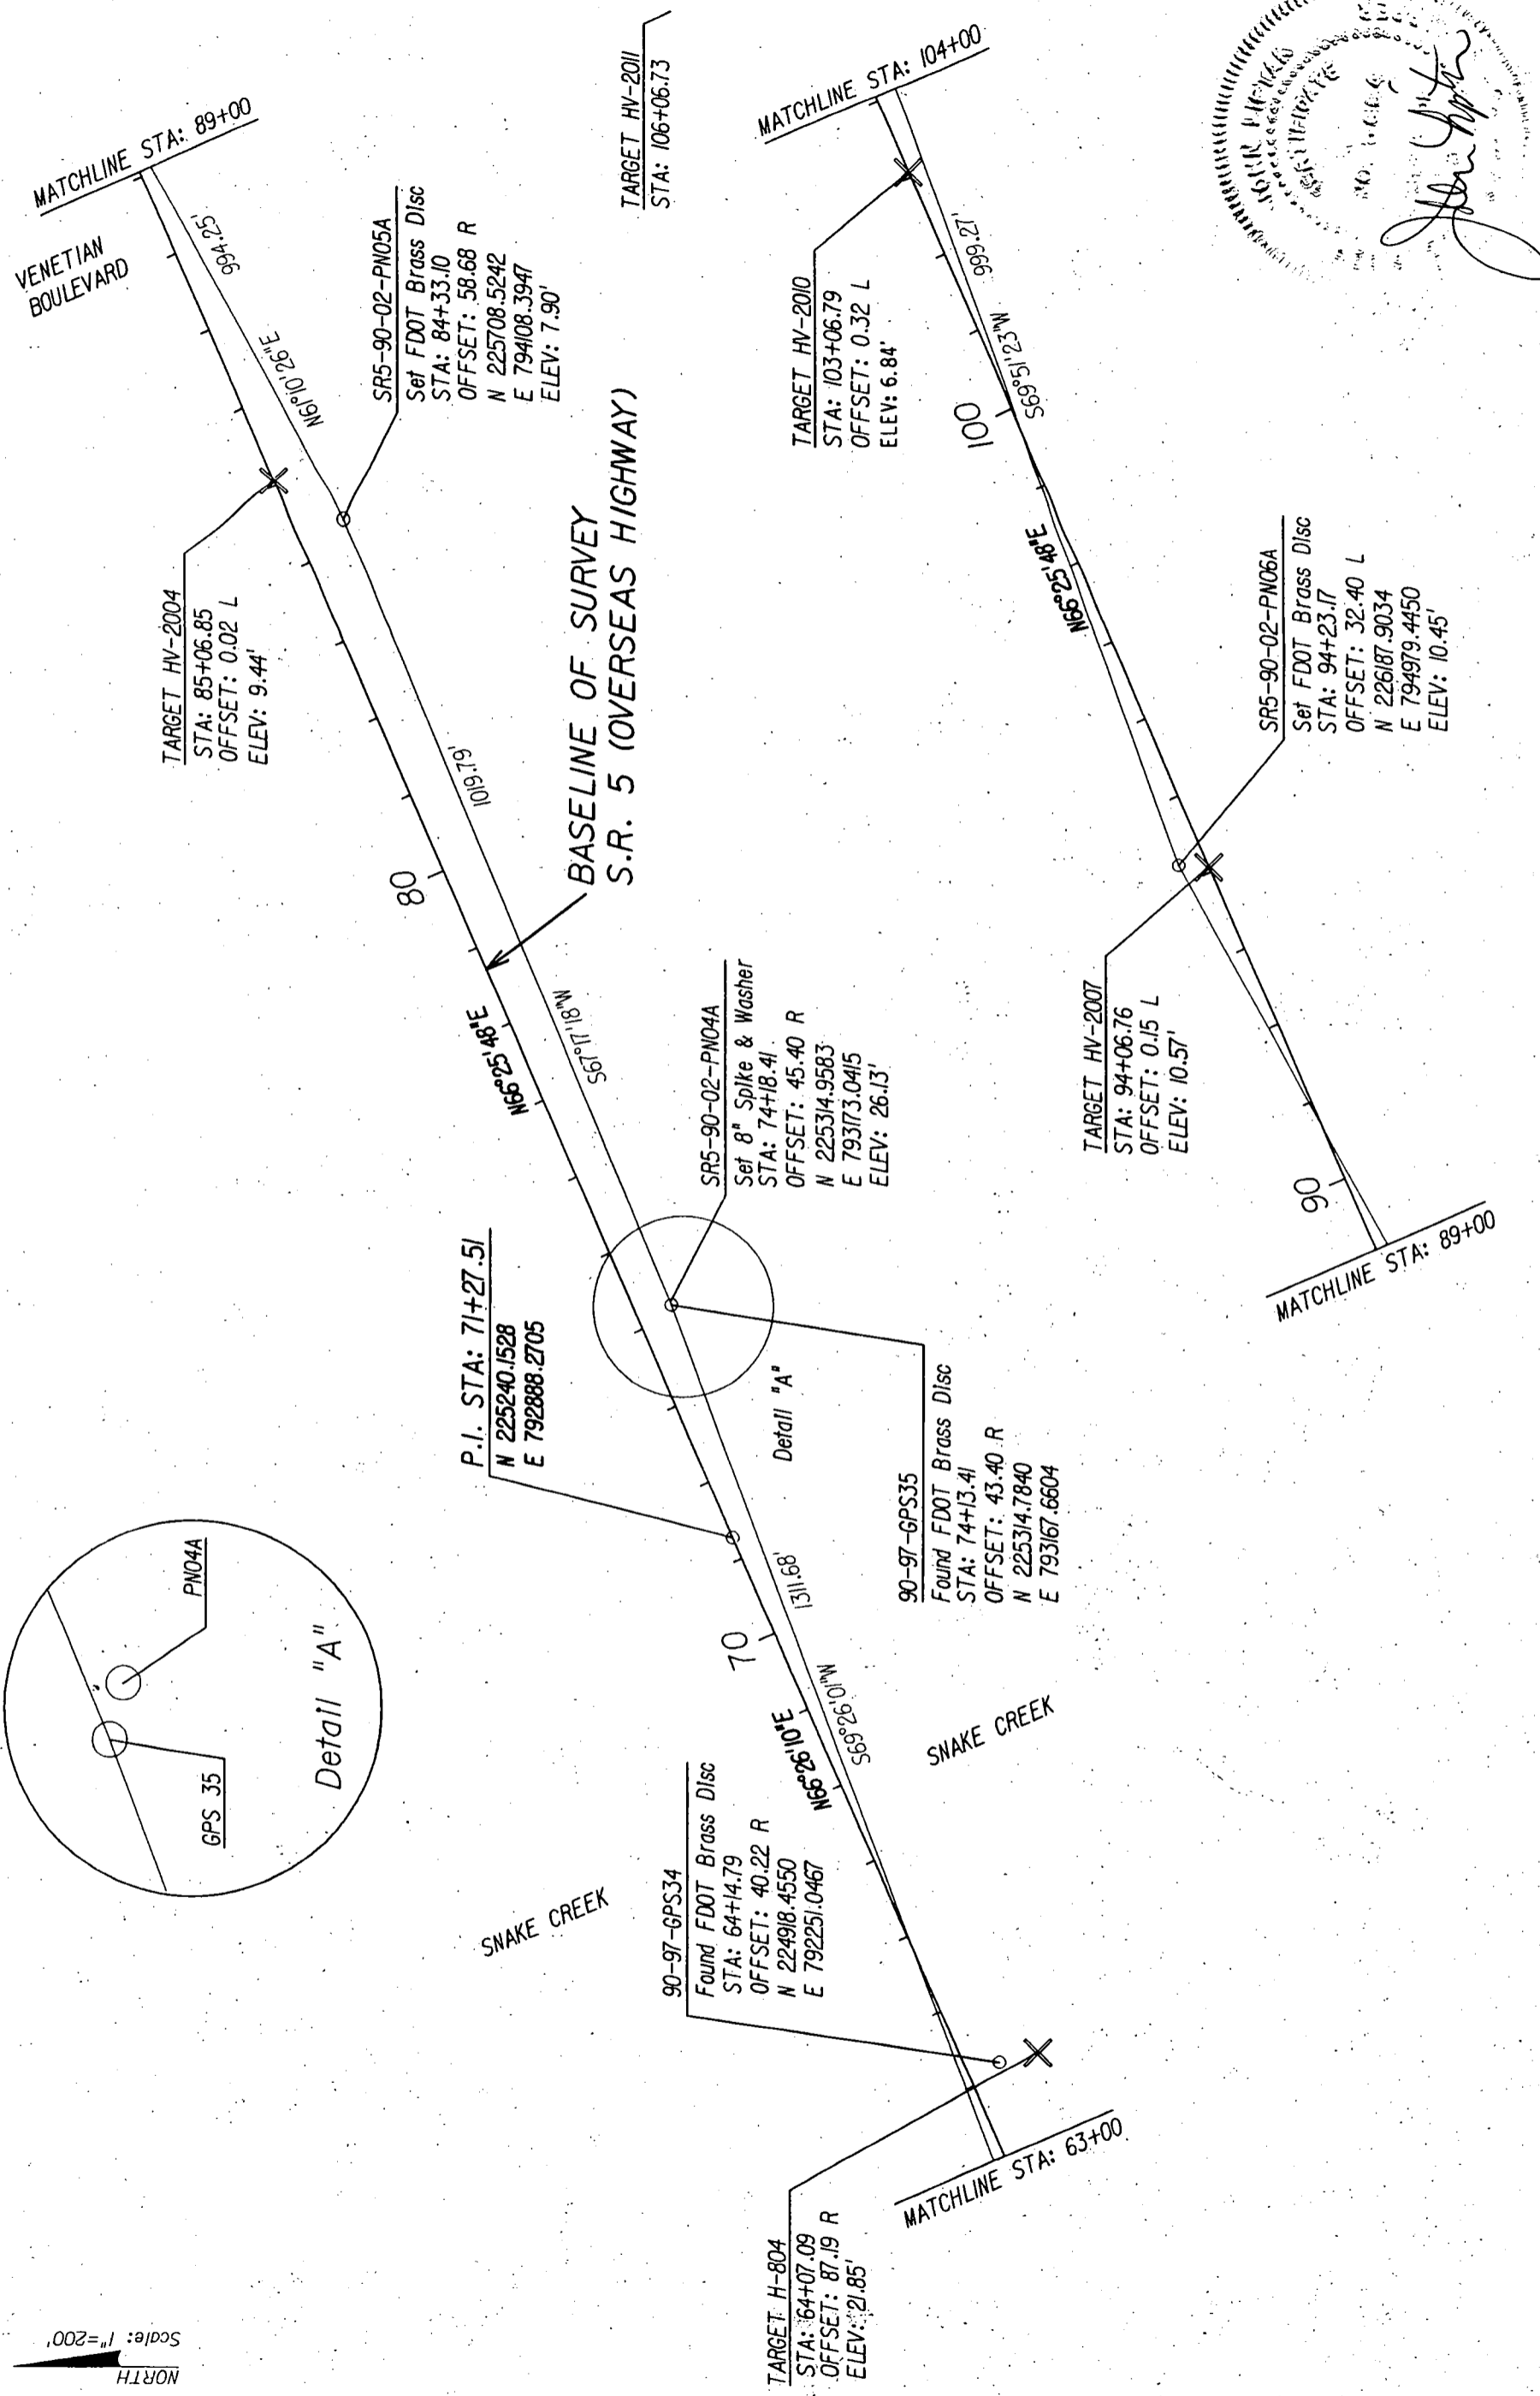 NORTH
Scale: 1"=200'
GPS 35
PN04A
Detail "A"
VENETIAN
BOULEVARD
MATCHLINE STA: 89+00
994.25'
N61°10'26"E
TARGET HV-2004
STA: 85+06.85
OFFSET: 0.02 L
ELEV: 9.44'
SR5-90-02-PN05A
Set FDOT Brass Disc
STA: 84+33.10
OFFSET: 58.68 R
N 225708.5242
E 794108.3947
ELEV: 7.90'
80
1019.79'
BASELINE OF SURVEY
S.R. 5 (OVERSEAS HIGHWAY)
N66°25'48"E
S67°17'18"W
P.I. STA: 71+27.51
N 225240.1528
E 792888.2705
SR5-90-02-PN04A
Set 8" Spike & Washer
STA: 74+18.41
OFFSET: 45.40 R
N 225314.9583
E 793173.0415
ELEV: 26.13'
Detail "A"
90-97-GPS35
Found FDOT Brass Disc
STA: 74+13.41
OFFSET: 43.40 R
N 225314.7840
E 793167.6604
1311.68'
70
N66°26'10"E
S69°26'01"W
SNAKE CREEK
SNAKE CREEK
90-97-GPS34
Found FDOT Brass Disc
STA: 64+14.79
OFFSET: 40.22 R
N 224918.4550
E 792251.0467
MATCHLINE STA: 63+00
TARGET H-804
STA: 64+07.09
OFFSET: 87.19 R
ELEV: 21.85'
TARGET HV-2011
STA: 106+06.73
MATCHLINE STA: 104+00
TARGET HV-2010
STA: 103+06.79
OFFSET: 0.32 L
ELEV: 6.84'
999.27'
S69°51'23"W
100
N66°25'48"E
SR5-90-02-PN06A
Set FDOT Brass Disc
STA: 94+23.17
OFFSET: 32.40 L
N 226187.9034
E 794979.4450
ELEV: 10.45'
TARGET HV-2007
STA: 94+06.76
OFFSET: 0.15 L
ELEV: 10.57'
90
MATCHLINE STA: 89+00
CERTIFICATE
NO.